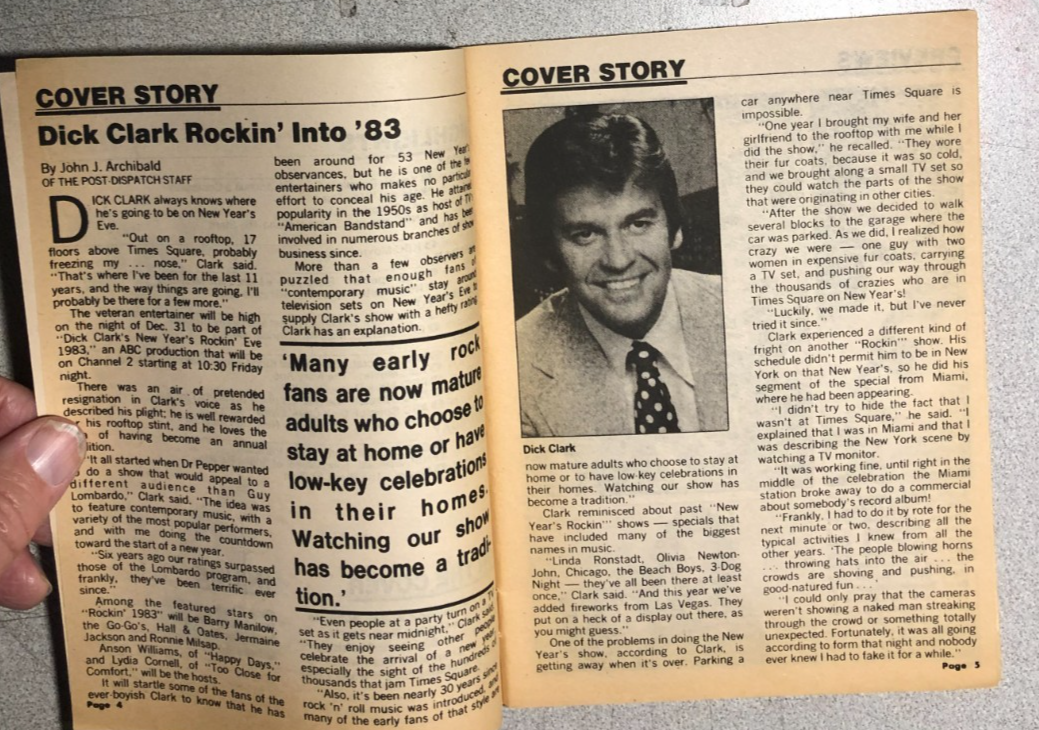 COVER STORY
Dick Clark Rockin' Into '83
By John J. Archibald
OF THE POST-DISPATCH STAFF
DICK CLARK always knows where
he's going to be on New Year's
Eve.
"Out on a rooftop, 17
floors above Times Square, probably
freezing my ... nose," Clark said.
"That's where I've been for the last 11
years, and the way things are going, I'll
probably be there for a few more."
The veteran entertainer will be high
on the night of Dec. 31 to be part of
"Dick Clark's New Year's Rockin' Eve
1983," an ABC production that will be
on Channel 2 starting at 10:30 Friday
night.
There was an air of pretended
resignation in Clark's voice as he
described his plight; he is well rewarded
his rooftop stint, and he loves the
of having become an annual
lition.
"It all started when Dr Pepper wanted
do a show that would appeal to a
different audience than Guy
Lombardo," Clark said. "The idea was
to feature contemporary music, with a
variety of the most popular performers,
and with me doing the countdown
toward the start of a new year.
"Six years ago our ratings surpassed
those of the Lombardo program, and
frankly, they've been terrific ever
since."
Among the featured stars on
"Rockin' 1983" will be Barry Manilow,
the Go-Go's, Hall & Oates, Jermaine
Jackson and Ronnie Milsap.
Anson Williams, of "Happy Days,"
and Lydia Cornell, of "Too Close for
Comfort," will be the hosts.
It will startle some of the fans of the
ever-boyish Clark to know that he has
Page 4
been around for 53 New Year's
observances, but he is one of the
entertainers who makes no
effort to conceal his age. He
popularity in the 1950s as host of
"American Bandstand" and has been
involved in numerous branches of show
business since.
More than a few observers
puzzled that enough fans of
"contemporary music" stay around
television sets on New Year's Eve to
supply Clark's show with a hefty rating.
Clark has an explanation.
'Many early rock
fans are now mature
adults who choose to
stay at home or have
low-key celebrations
in their homes.
Watching our show
has become a tradi-
tion.'
"Even people at a party turn on a
set as it gets near midnight," Clark said.
"They enjoy seeing other people
celebrate the arrival of a new year,
especially the sight of the hundreds of
thousands that jam Times Square.
"Also, it's been nearly 30 years since
rock 'n' roll music was introduced, and
many of the early fans of that style are
COVER STORY
Dick Clark
now mature adults who choose to stay at
home or to have low-key celebrations in
their homes. Watching our show has
become a tradition."
Clark reminisced about past "New
Year's Rockin'" shows — specials that
have included many of the biggest
names in music.
"Linda Ronstadt, Olivia Newton-
John, Chicago, the Beach Boys, 3-Dog
Night — they've all been there at least
once," Clark said. "And this year we've
added fireworks from Las Vegas. They
put on a heck of a display out there, as
you might guess."
One of the problems in doing the New
Year's show, according to Clark, is
getting away when it's over. Parking a
car anywhere near Times Square is
impossible.
"One year I brought my wife and her
girlfriend to the rooftop with me while I
did the show," he recalled. "They wore
their fur coats, because it was so cold,
and we brought along a small TV set so
they could watch the parts of the show
that were originating in other cities.
"After the show we decided to walk
several blocks to the garage where the
car was parked. As we did, I realized how
crazy we were — one guy with two
women in expensive fur coats, carrying
a TV set, and pushing our way through
the thousands of crazies who are in
Times Square on New Year's!
"Luckily, we made it, but I've never
tried it since."
Clark experienced a different kind of
fright on another "Rockin'" show. His
schedule didn't permit him to be in New
York on that New Year's, so he did his
segment of the special from Miami,
where he had been appearing.
"I didn't try to hide the fact that I
wasn't at Times Square," he said. "I
explained that I was in Miami and that I
was describing the New York scene by
watching a TV monitor.
"It was working fine, until right in the
middle of the celebration the Miami
station broke away to do a commercial
about somebody's record album!
"Frankly, I had to do it by rote for the
next minute or two, describing all the
typical activities I knew from all the
other years. 'The people blowing horns
... throwing hats into the air ... the
crowds are shoving and pushing, in
good-natured fun ...'
"I could only pray that the cameras
weren't showing a naked man streaking
through the crowd or something totally
unexpected. Fortunately, it was all going
according to form that night and nobody
ever knew I had to fake it for a while."
Page 5